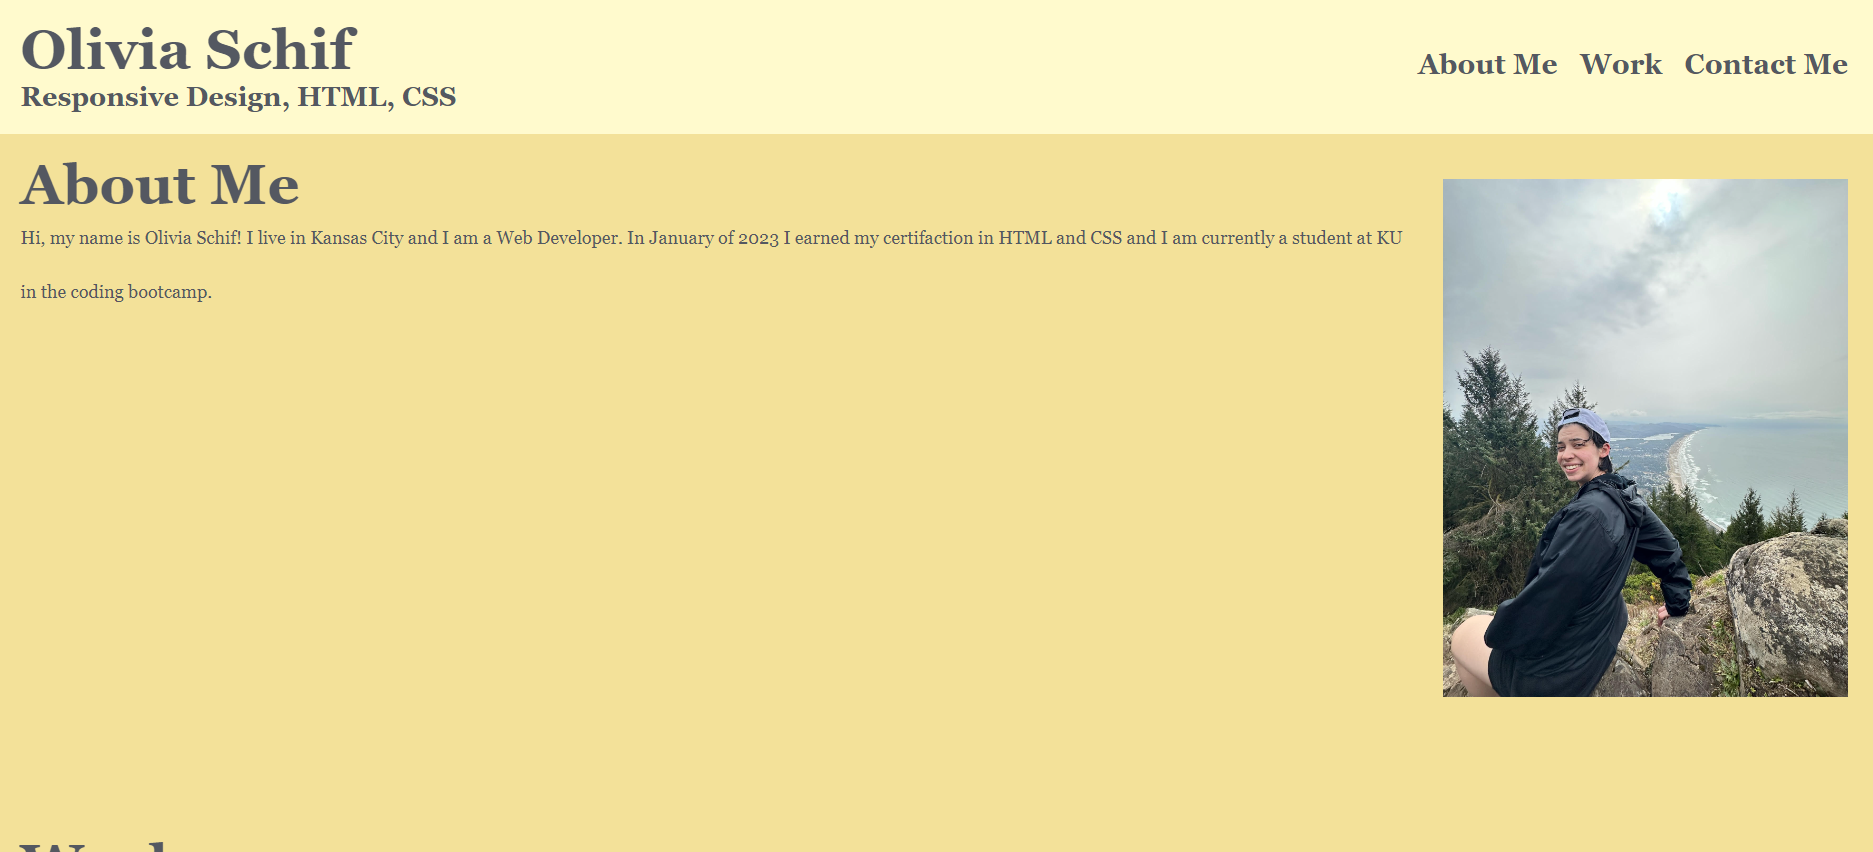 Olivia Schif
Responsive Design, HTML, CSS
About Me Work Contact Me
About Me
Hi, my name is Olivia Schif! I live in Kansas City and I am a Web Developer. In January of 2023 I earned my certifaction in HTML and CSS and I am currently a student at KU
in the coding bootcamp.